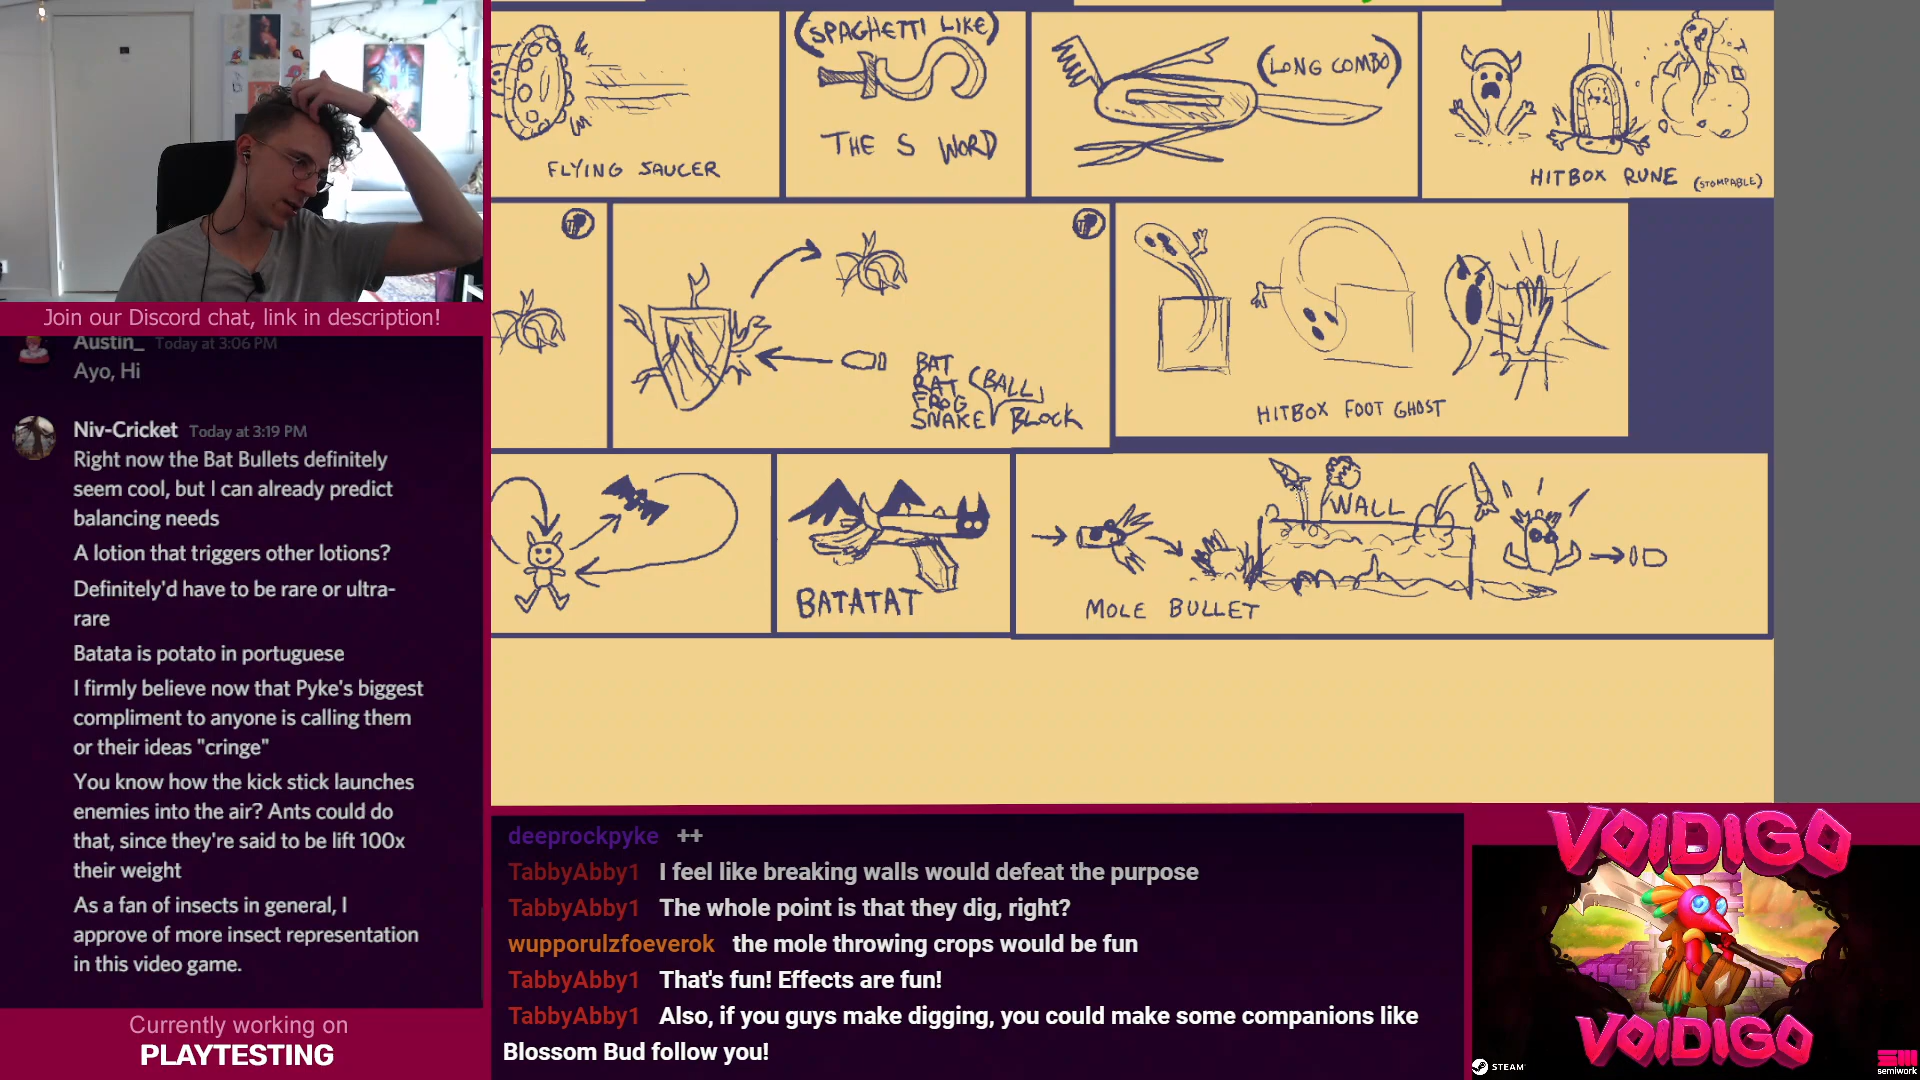 (SPAGHETTI LIKE)
THE S WORD
(LONG COMBO)
FLYING SAUCER
HITBOX RUNE (STOMPABLE)
BAT
RAT
FROG
SNAKE
(BALL)
BLOCK
HITBOX FOOT GHOST
BATATAT
WALL
MOLE BULLET
Join our Discord chat, link in description!
Austin_ Today at 3:06 PM
Ayo, Hi
Niv-Cricket Today at 3:19 PM
Right now the Bat Bullets definitely
seem cool, but I can already predict
balancing needs
A lotion that triggers other lotions?
Definitely'd have to be rare or ultra-
rare
Batata is potato in portuguese
I firmly believe now that Pyke's biggest
compliment to anyone is calling them
or their ideas "cringe"
You know how the kick stick launches
enemies into the air? Ants could do
that, since they're said to be lift 100x
their weight
As a fan of insects in general, I
approve of more insect representation
in this video game.
Currently working on
PLAYTESTING
deeprockpyke ++
TabbyAbby1 I feel like breaking walls would defeat the purpose
TabbyAbby1 The whole point is that they dig, right?
wupporulzfoeverok the mole throwing crops would be fun
TabbyAbby1 That's fun! Effects are fun!
TabbyAbby1 Also, if you guys make digging, you could make some companions like
Blossom Bud follow you!
VOIDIGO
VOIDIGO
STEAM
semiwork